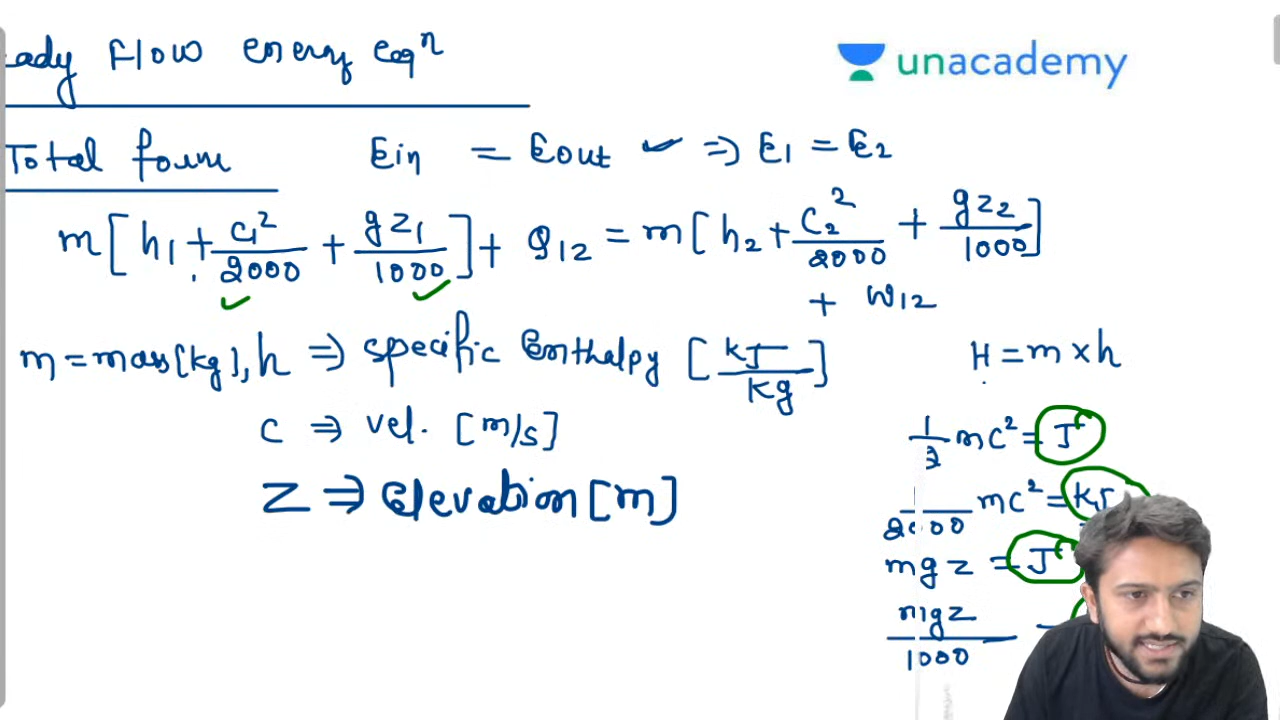 eady Flow energy eqⁿ
unacademy
Total form Ein = Eout ✓ ⇒ E1 = E2
m[h1 + C1²/2000 + gZ1/1000] + Q12 = m[h2 + C2²/2000 + gZ2/1000]
+ W12
m = mass[kg], h ⇒ specific Enthalpy [kJ/kg]
H = m × h
C ⇒ vel. [m/s]
1/2 mc² = J
Z ⇒ Elevation [m]
/2000 mc² = kJ
mgz = J
mgz/1000